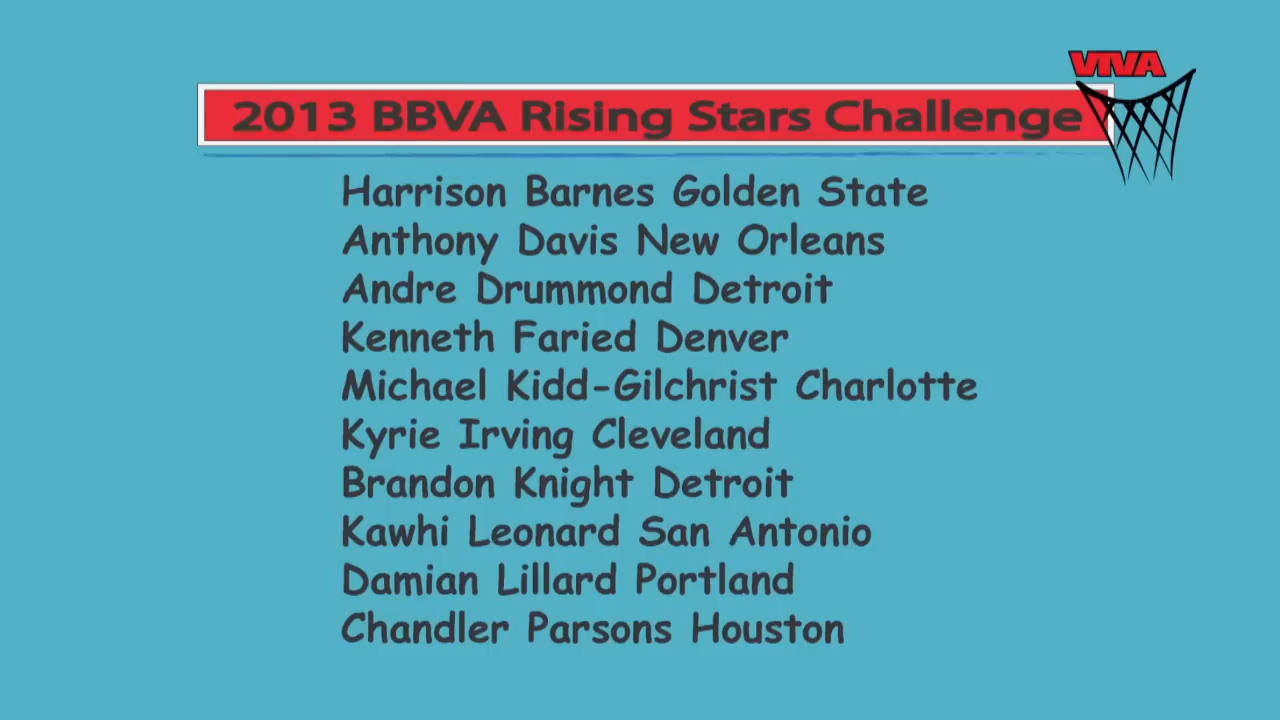 VIVA
2013 BBVA Rising Stars Challenge
Harrison Barnes Golden State
Anthony Davis New Orleans
Andre Drummond Detroit
Kenneth Faried Denver
Michael Kidd-Gilchrist Charlotte
Kyrie Irving Cleveland
Brandon Knight Detroit
Kawhi Leonard San Antonio
Damian Lillard Portland
Chandler Parsons Houston